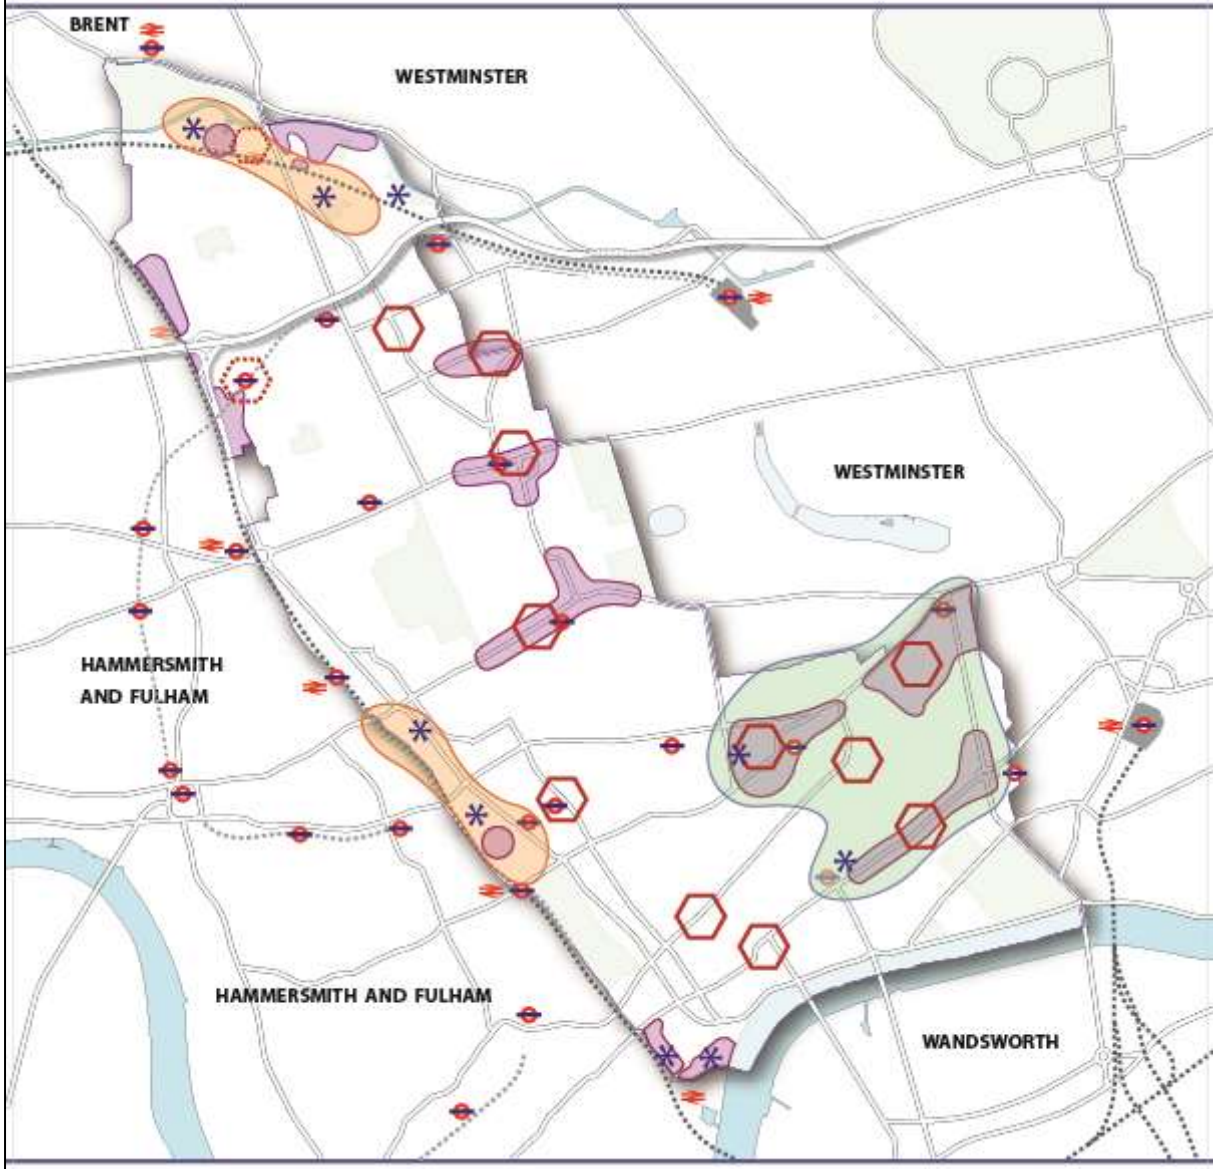 BRENT
WESTMINSTER
WESTMINSTER
HAMMERSMITH
AND FULHAM
HAMMERSMITH AND FULHAM
WANDSWORTH